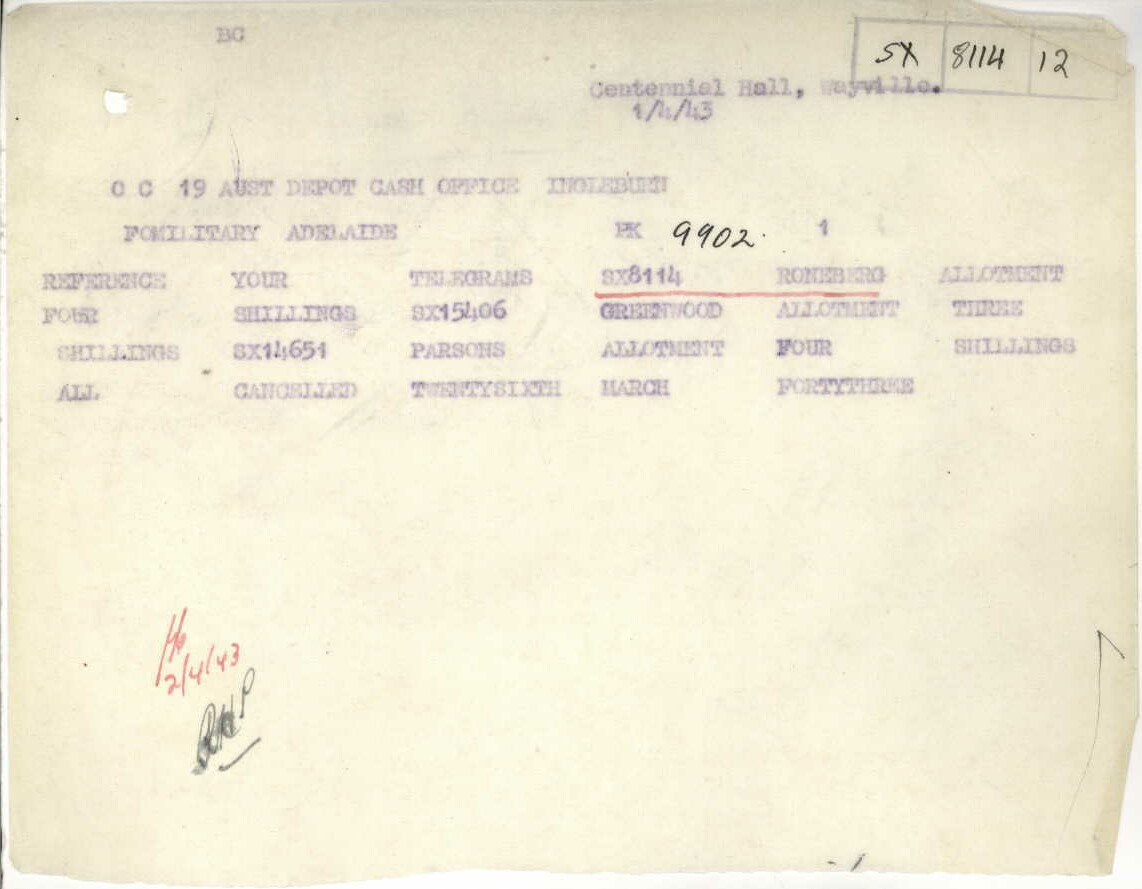 BC
SX 8114 12
Centennial Hall, Wayville.
1/4/43
O C 19 AUST DEPOT CASH OFFICE INGLEBURN
FOMILITARY ADELAIDE PK 9902. 1
REFERENCE YOUR TELEGRAMS SX8114 RONEBERG ALLOTMENT
FOUR SHILLINGS SX15406 GREENWOOD ALLOTMENT THREE
SHILLINGS SX14651 PARSONS ALLOTMENT FOUR SHILLINGS
ALL CANCELLED TWENTYSIXTH MARCH FORTYTHREE
2/4/43